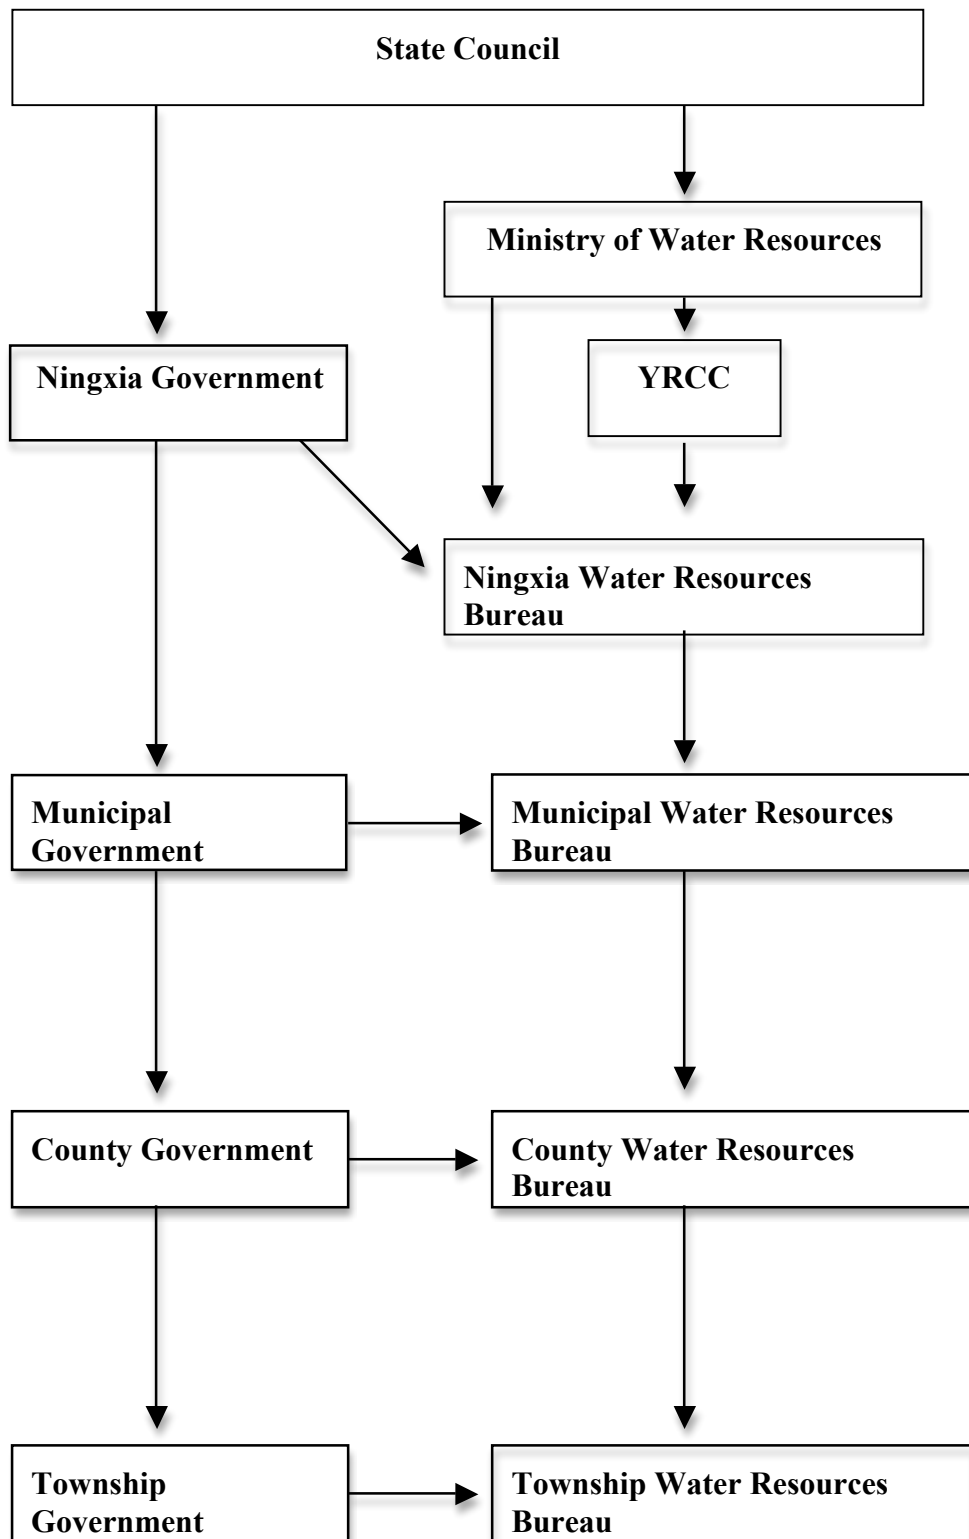 State Council
Ministry of Water Resources
Ningxia Government
YRCC
Ningxia Water Resources
Bureau
Municipal
Government
Municipal Water Resources
Bureau
County Government
County Water Resources
Bureau
Township
Government
Township Water Resources
Bureau